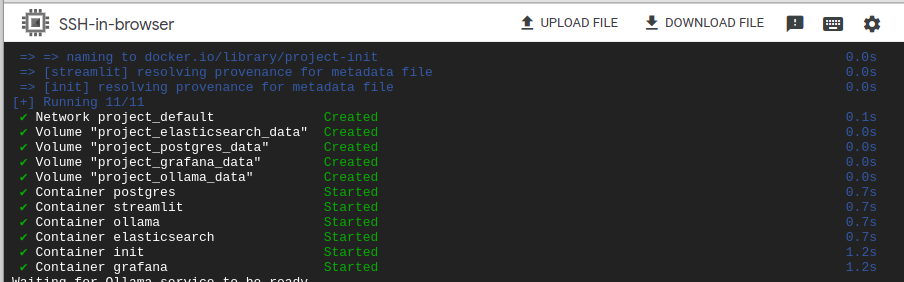 SSH-in-browser
UPLOAD FILE
DOWNLOAD FILE
=> => naming to docker.io/library/project-init 0.0s
=> [streamlit] resolving provenance for metadata file 0.0s
=> [init] resolving provenance for metadata file 0.0s
[+] Running 11/11
✔ Network project_default Created 0.1s
✔ Volume "project_elasticsearch_data" Created 0.0s
✔ Volume "project_postgres_data" Created 0.0s
✔ Volume "project_grafana_data" Created 0.0s
✔ Volume "project_ollama_data" Created 0.0s
✔ Container postgres Started 0.7s
✔ Container streamlit Started 0.7s
✔ Container ollama Started 0.7s
✔ Container elasticsearch Started 0.7s
✔ Container init Started 1.2s
✔ Container grafana Started 1.2s
Waiting for Ollama service to be ready